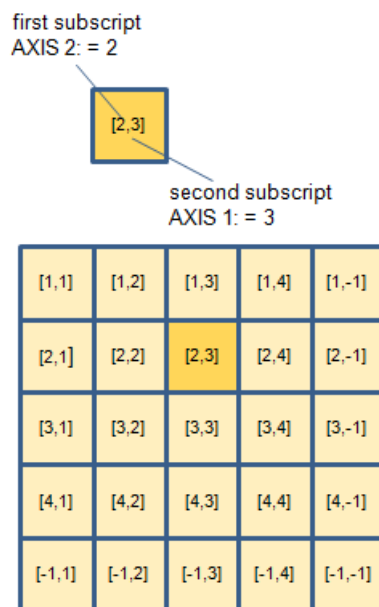 first subscript
AXIS 2: = 2
[2,3]
second subscript
AXIS 1: = 3
[1,1] [1,2] [1,3] [1,4] [1,-1]
[2,1] [2,2] [2,3] [2,4] [2,-1]
[3,1] [3,2] [3,3] [3,4] [3,-1]
[4,1] [4,2] [4,3] [4,4] [4,-1]
[-1,1] [-1,2] [-1,3] [-1,4] [-1,-1]